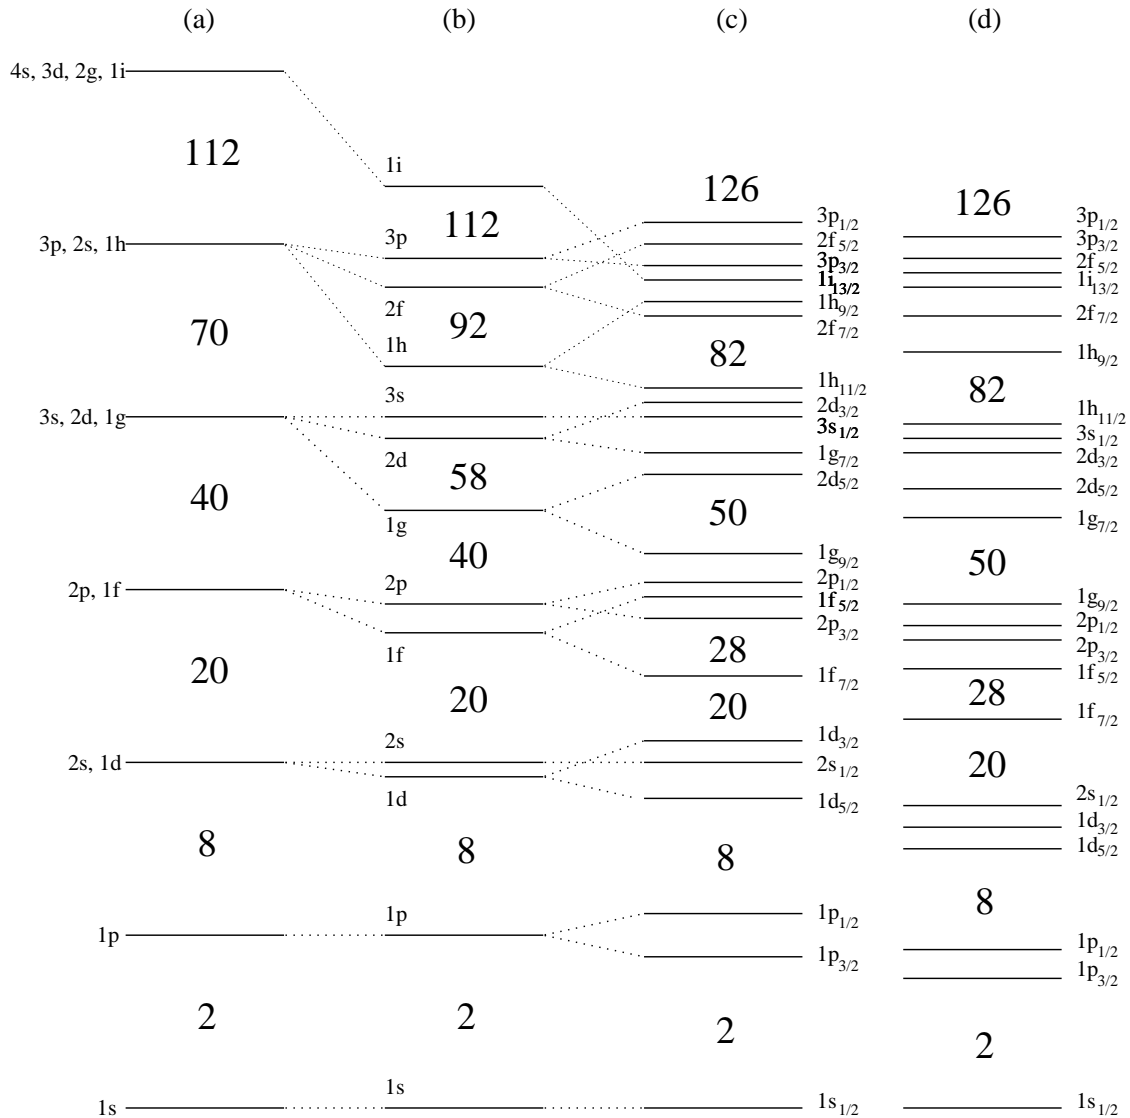 (a)
4s, 3d, 2g, 1i
112
3p, 2s, 1h
70
3s, 2d, 1g
40
2p, 1f
20
2s, 1d
8
1p
2
1s
(b)
1i
112
3p
2f
92
1h
3s
2d
58
1g
40
2p
1f
20
2s
1d
8
1p
2
1s
(c)
126
3p1/2
2f5/2
3p3/2
1i13/2
1h9/2
2f7/2
82
1h11/2
2d3/2
3s1/2
1g7/2
2d5/2
50
1g9/2
2p1/2
1f5/2
2p3/2
28
1f7/2
20
1d3/2
2s1/2
1d5/2
8
1p1/2
1p3/2
2
1s1/2
(d)
126
3p1/2
3p3/2
2f5/2
1i13/2
2f7/2
1h9/2
82
1h11/2
3s1/2
2d3/2
2d5/2
1g7/2
50
1g9/2
2p1/2
2p3/2
1f5/2
28
1f7/2
20
2s1/2
1d3/2
1d5/2
8
1p1/2
1p3/2
2
1s1/2